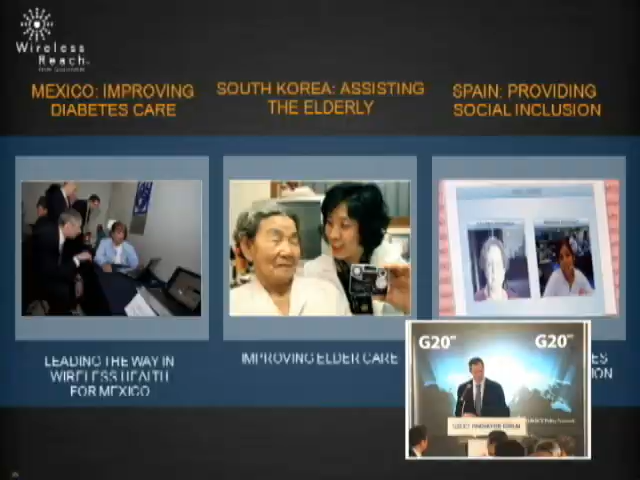 Wireless
Reach
MEXICO: IMPROVING
DIABETES CARE
SOUTH KOREA: ASSISTING
THE ELDERLY
SPAIN: PROVIDING
SOCIAL INCLUSION
LEADING THE WAY IN
WIRELESS HEALTH
FOR MEXICO
IMPROVING ELDER CARE
G20
G20